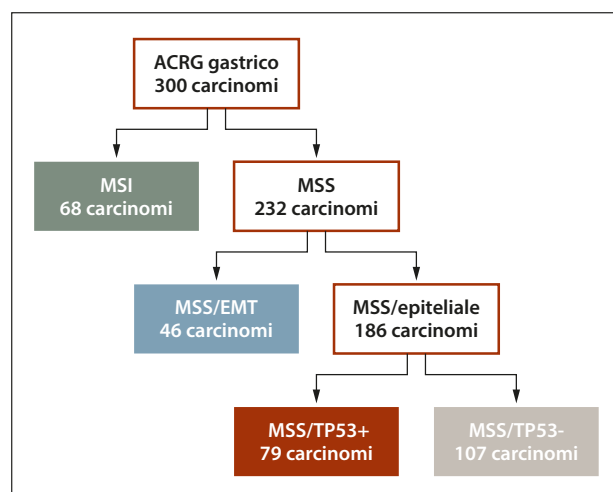 ACRG gastrico
300 carcinomi
MSI
68 carcinomi
MSS
232 carcinomi
MSS/EMT
46 carcinomi
MSS/epiteliale
186 carcinomi
MSS/TP53+
79 carcinomi
MSS/TP53-
107 carcinomi